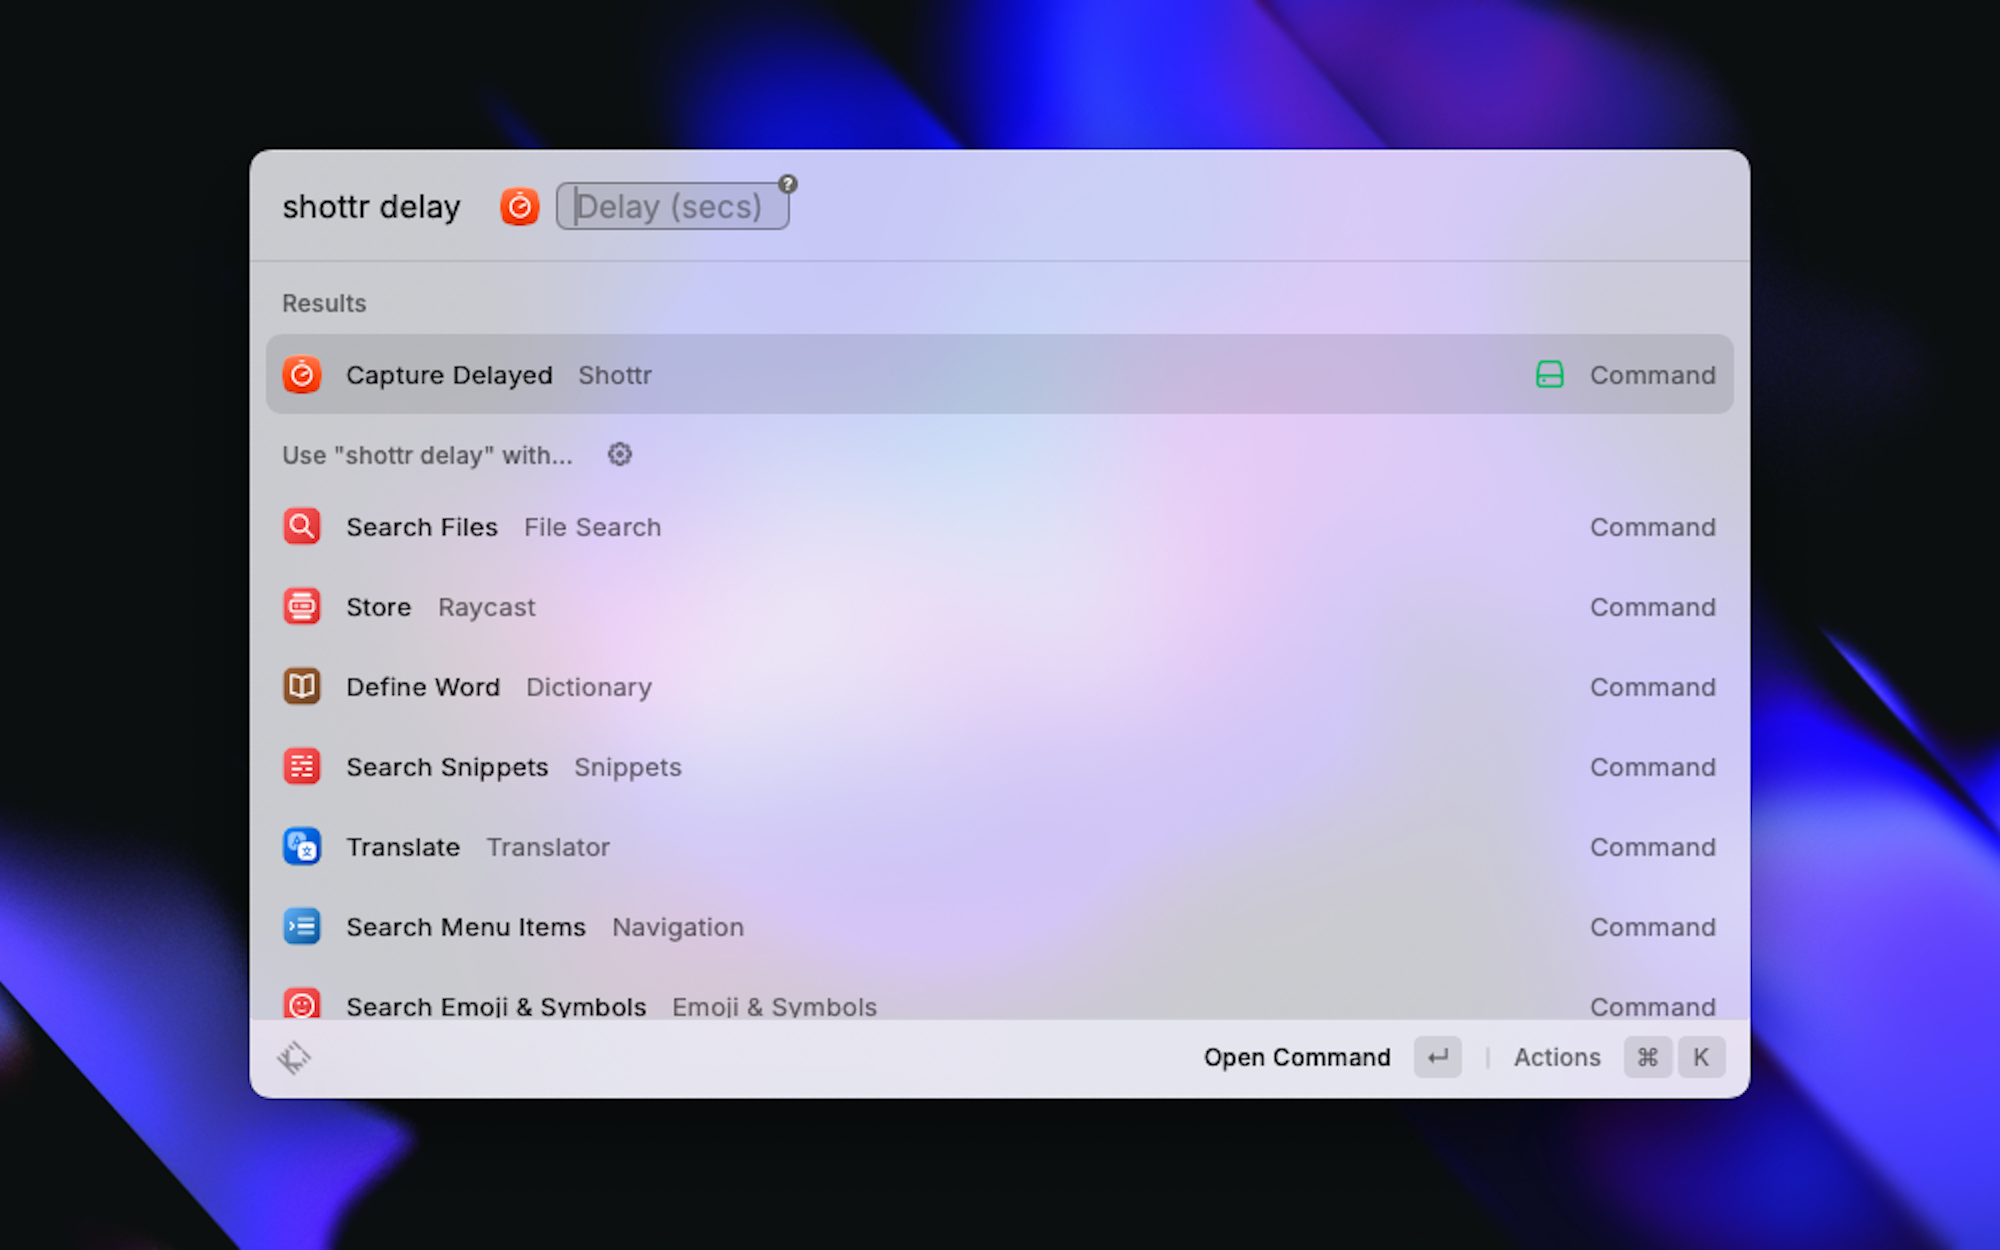 shottr delay Delay (secs) ?
Results
Capture Delayed Shottr Command
Use "shottr delay" with...
Search Files File Search Command
Store Raycast Command
Define Word Dictionary Command
Search Snippets Snippets Command
Translate Translator Command
Search Menu Items Navigation Command
Search Emoji & Symbols Emoji & Symbols Command
Open Command ↵ Actions ⌘ K